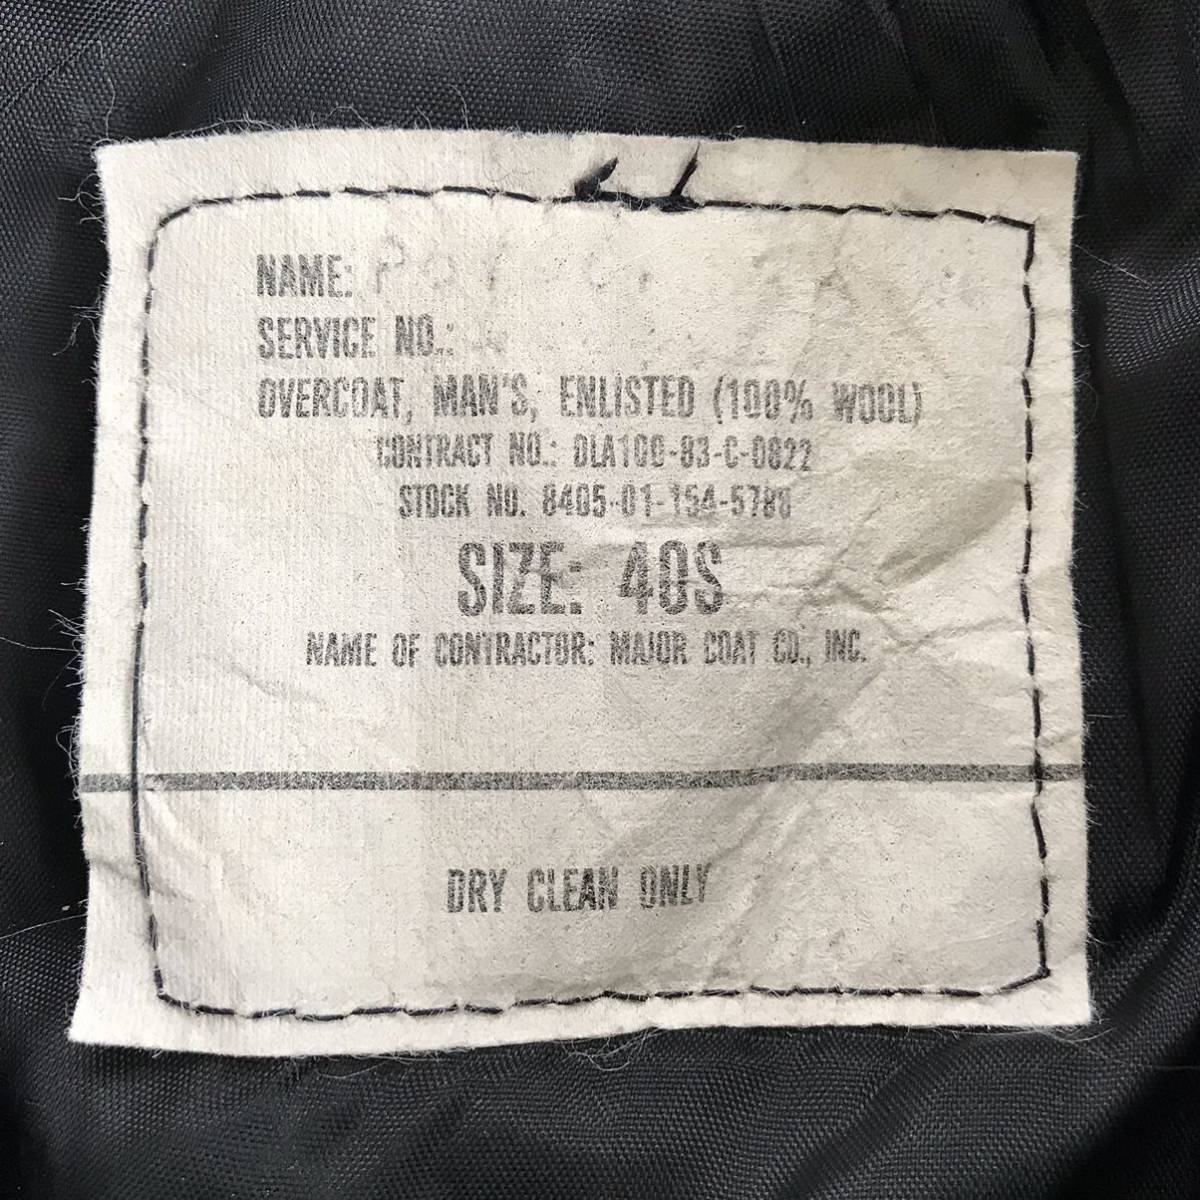 NAME:
SERVICE NO.:
OVERCOAT, MAN'S, ENLISTED (100% WOOL)
CONTRACT NO.: DLA100-83-C-0822
STOCK NO. 8405-01-154-5788
SIZE: 40S
NAME OF CONTRACTOR: MAJOR COAT CO., INC.
DRY CLEAN ONLY